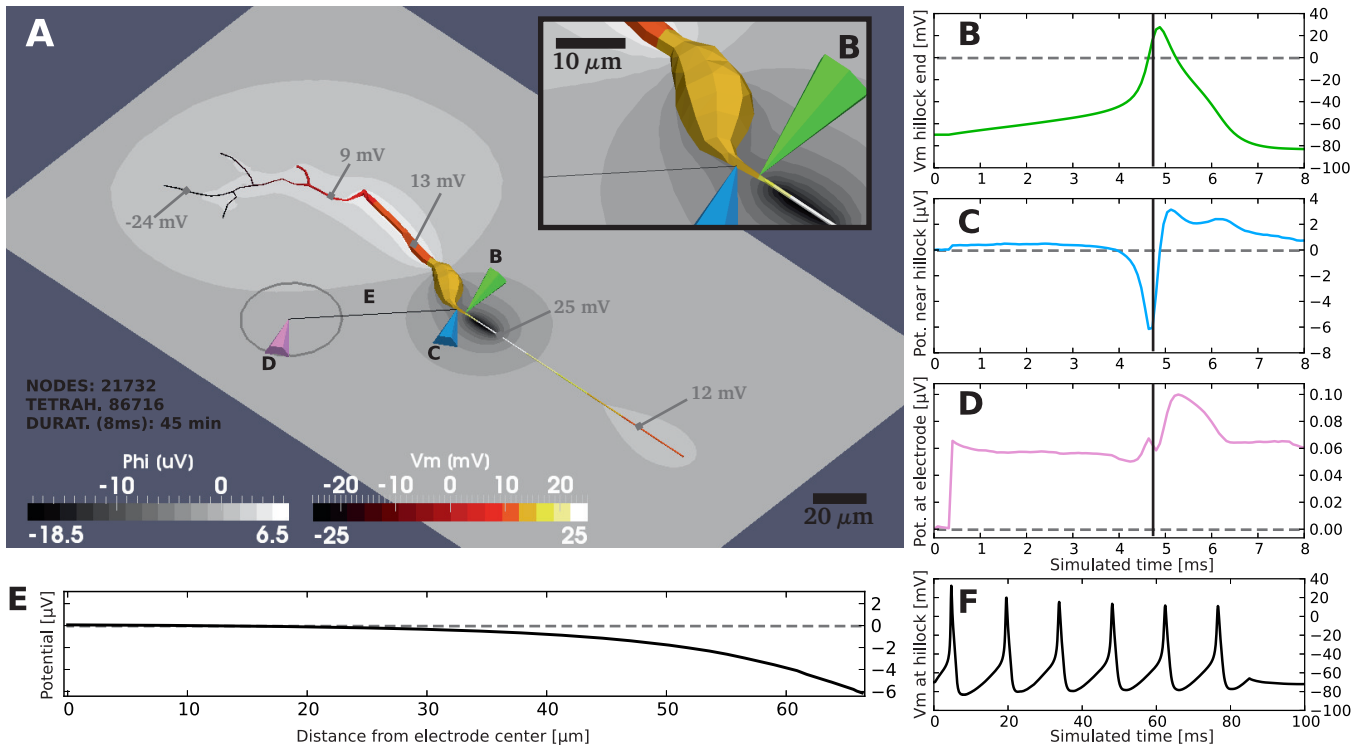 A
9 mV
13 mV
-24 mV
E
B
25 mV
D
C
12 mV
NODES: 21732
TETRAH. 86716
DURAT. (8ms): 45 min
Phi (uV)
-10 0
-18.5 6.5
Vm (mV)
-20 -10 0 10 20
-25 25
20 μm
10 μm
B
B
Vm hillock end [mV]
40
20
0
−20
−40
−60
−80
−100
0 1 2 3 4 5 6 7 8
C
Pot. near hillock [μV]
4
2
0
−2
−4
−6
−8
0 1 2 3 4 5 6 7 8
D
Pot. at electrode [μV]
0.10
0.08
0.06
0.04
0.02
0.00
0 1 2 3 4 5 6 7 8
Simulated time [ms]
E
Potential [μV]
2
0
−2
−4
−6
0 10 20 30 40 50 60
Distance from electrode center [μm]
F
Vm at hillock [mV]
40
20
0
−20
−40
−60
−80
−100
0 20 40 60 80 100
Simulated time [ms]